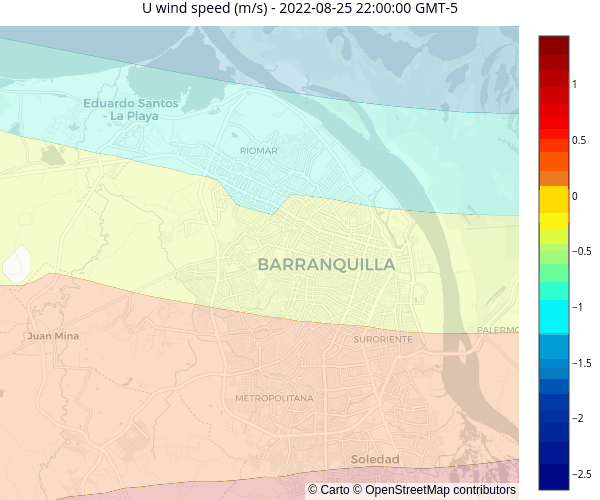 U wind speed (m/s) - 2022-08-25 22:00:00 GMT-5
1
Eduardo Santos
- La Playa
0.5
RIOMAR
0
−0.5
BARRANQUILLA
−1
PALERMO
Juan Mina
SURORIENTE
−1.5
METROPOLITANA
−2
Soledad
−2.5
© Carto © OpenStreetMap contributors